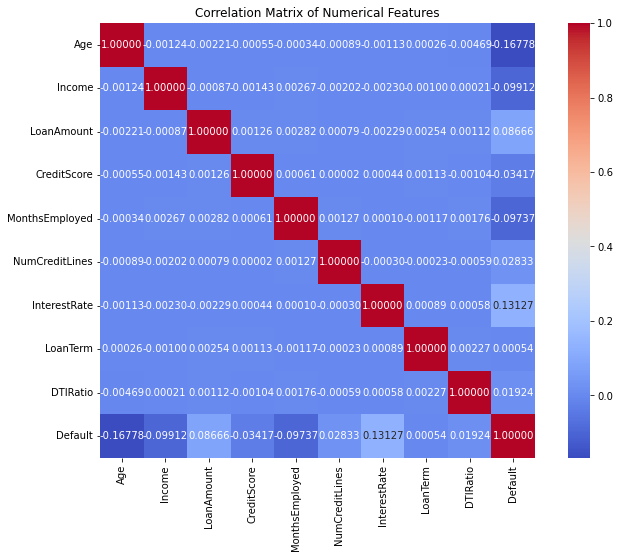 Correlation Matrix of Numerical Features
Age 1.00000 -0.00124 -0.00221 -0.00055 -0.00034 -0.00089 -0.00113 0.00026 -0.00469 -0.16778
Income -0.00124 1.00000 -0.00087 -0.00143 0.00267 -0.00202 -0.00230 -0.00100 0.00021 -0.09912
LoanAmount -0.00221 -0.00087 1.00000 0.00126 0.00282 0.00079 -0.00229 0.00254 0.00112 0.08666
CreditScore -0.00055 -0.00143 0.00126 1.00000 0.00061 0.00002 0.00044 0.00113 -0.00104 -0.03417
MonthsEmployed -0.00034 0.00267 0.00282 0.00061 1.00000 0.00127 0.00010 -0.00117 0.00176 -0.09737
NumCreditLines -0.00089 -0.00202 0.00079 0.00002 0.00127 1.00000 -0.00030 -0.00023 -0.00059 0.02833
InterestRate -0.00113 -0.00230 -0.00229 0.00044 0.00010 -0.00030 1.00000 0.00089 0.00058 0.13127
LoanTerm 0.00026 -0.00100 0.00254 0.00113 -0.00117 -0.00023 0.00089 1.00000 0.00227 0.00054
DTIRatio -0.00469 0.00021 0.00112 -0.00104 0.00176 -0.00059 0.00058 0.00227 1.00000 0.01924
Default -0.16778 -0.09912 0.08666 -0.03417 -0.09737 0.02833 0.13127 0.00054 0.01924 1.00000
Age
Income
LoanAmount
CreditScore
MonthsEmployed
NumCreditLines
InterestRate
LoanTerm
DTIRatio
Default
1.0
0.8
0.6
0.4
0.2
0.0